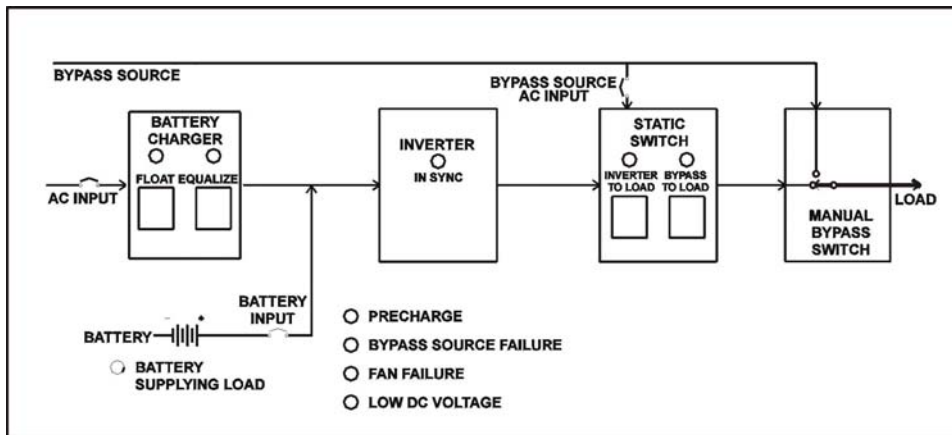 BYPASS SOURCE
BYPASS SOURCE
AC INPUT
BATTERY
CHARGER
FLOAT EQUALIZE
AC INPUT
INVERTER
IN SYNC
STATIC
SWITCH
INVERTER
TO LOAD
BYPASS
TO LOAD
LOAD
MANUAL
BYPASS
SWITCH
BATTERY
INPUT
- +
BATTERY
BATTERY
SUPPLYING LOAD
PRECHARGE
BYPASS SOURCE FAILURE
FAN FAILURE
LOW DC VOLTAGE